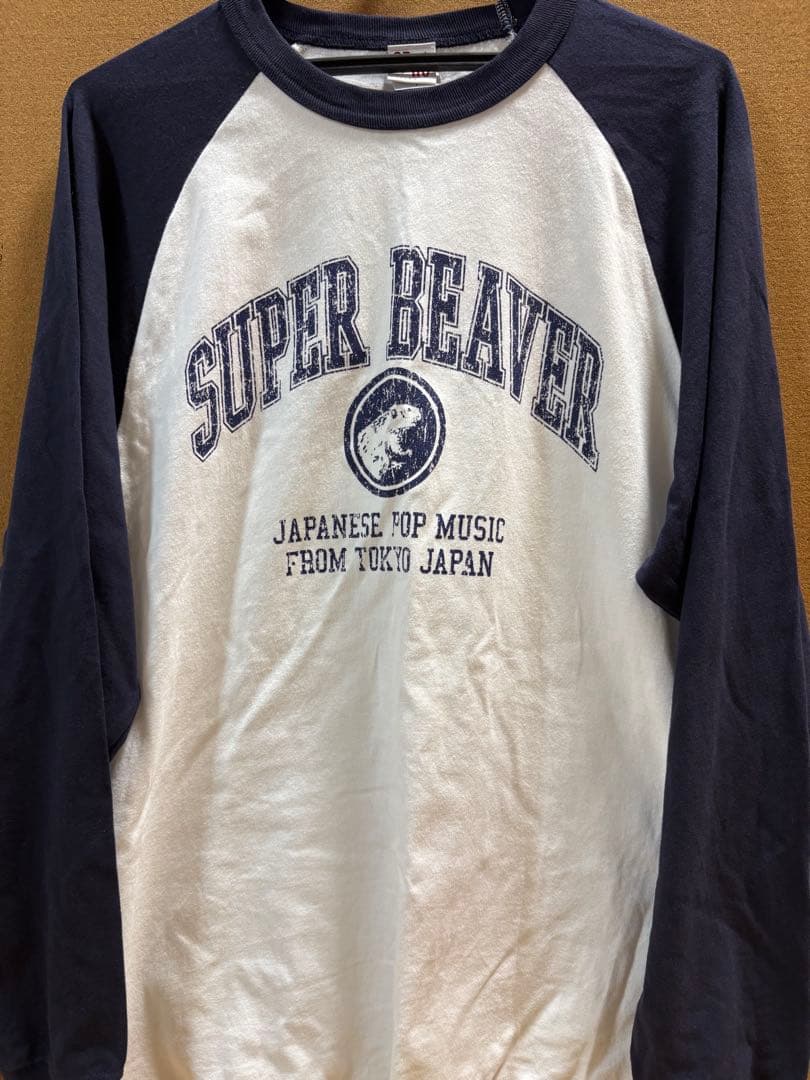 SUPER BEAVER
JAPANESE POP MUSIC
FROM TOKYO JAPAN